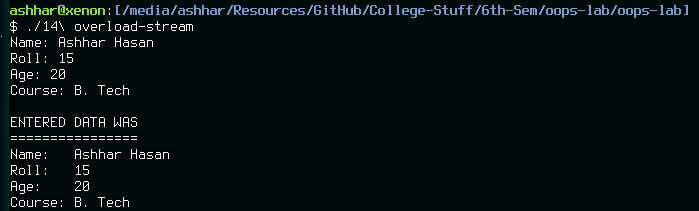 ashhar@xenon:[/media/ashhar/Resources/GitHub/College-Stuff/6th-Sem/oops-lab/oops-lab]
$ ./14\ overload-stream
Name: Ashhar Hasan
Roll: 15
Age: 20
Course: B. Tech

ENTERED DATA WAS
================
Name:   Ashhar Hasan
Roll:   15
Age:    20
Course: B. Tech